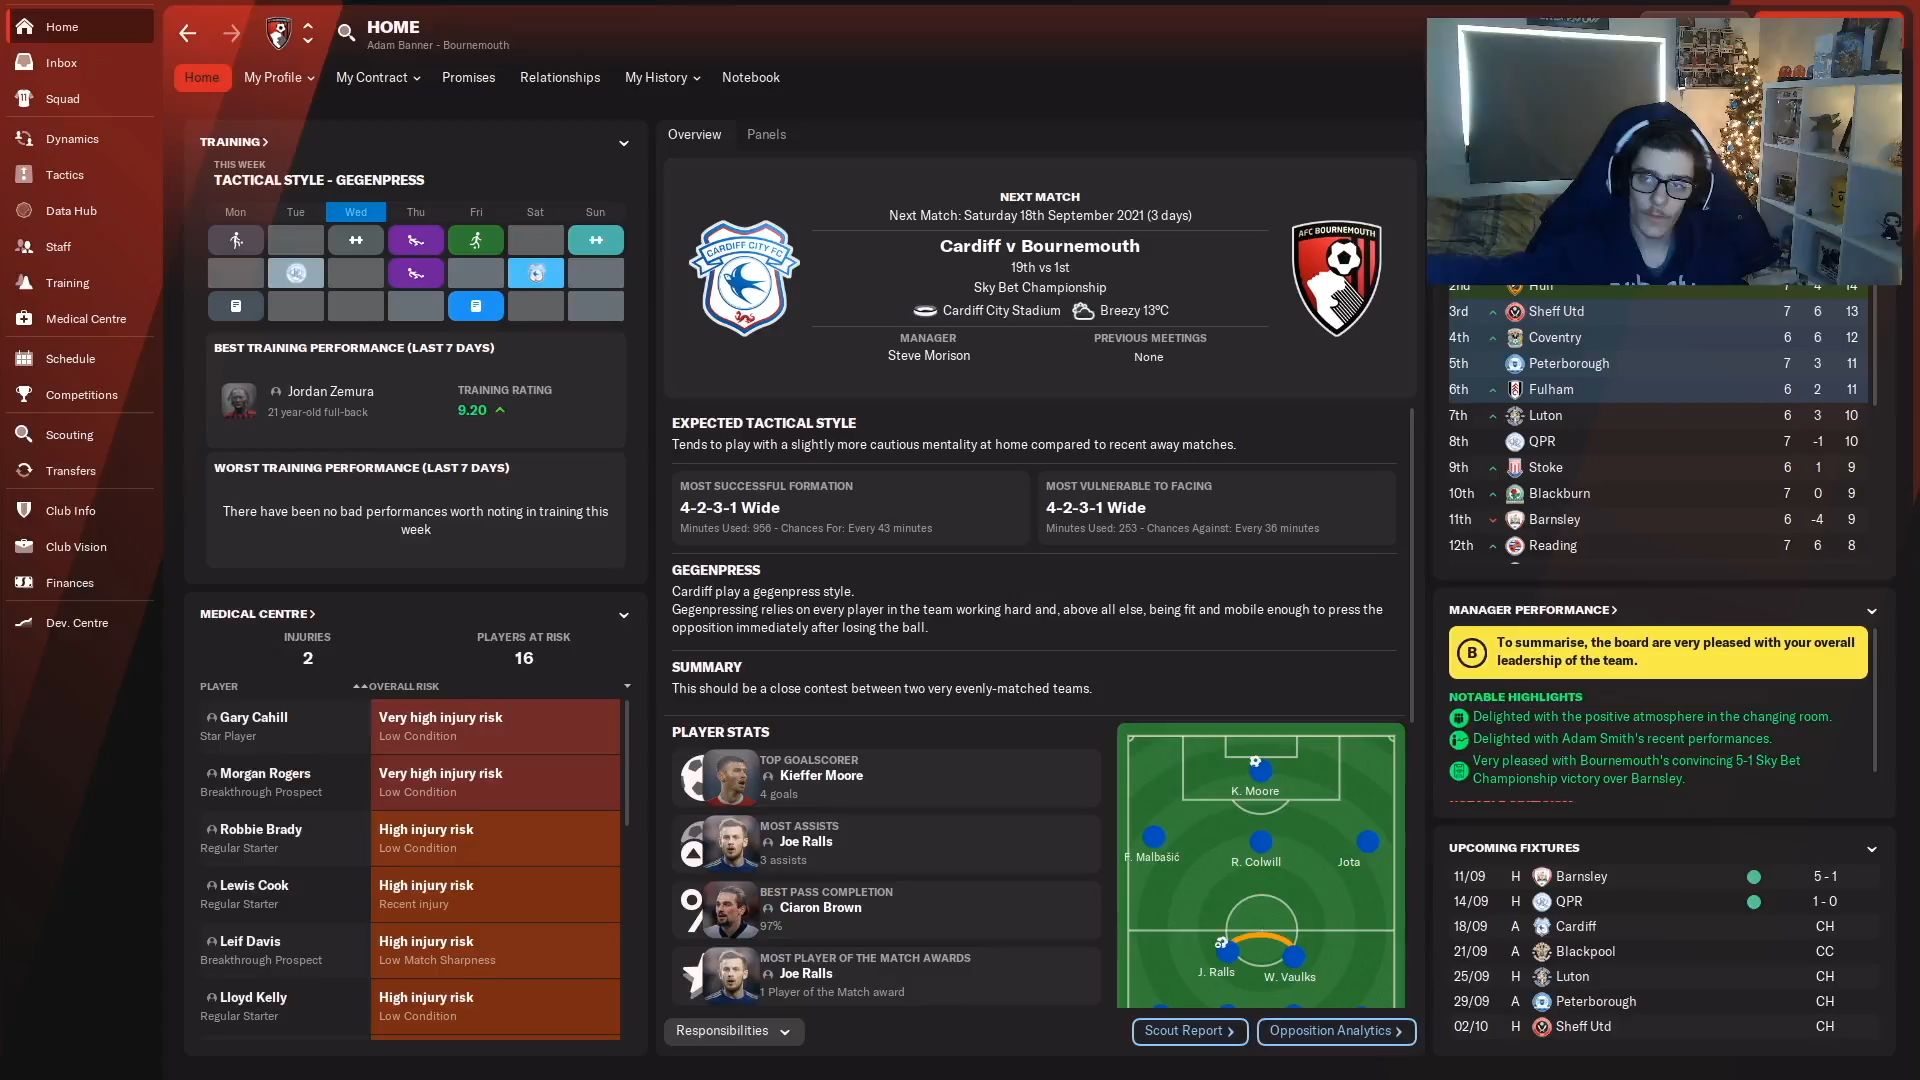 Home
Inbox
Squad
Dynamics
Tactics
Data Hub
Staff
Training
Medical Centre
Schedule
Competitions
Scouting
Transfers
Club Info
Club Vision
Finances
Dev. Centre
HOME
Adam Banner - Bournemouth
Home My Profile My Contract Promises Relationships My History Notebook
TRAINING >
THIS WEEK
TACTICAL STYLE - GEGENPRESS
Mon Tue Wed Thu Fri Sat Sun
BEST TRAINING PERFORMANCE (LAST 7 DAYS)
Jordan Zemura
21 year-old full-back
TRAINING RATING
9.20
WORST TRAINING PERFORMANCE (LAST 7 DAYS)
There have been no bad performances worth noting in training this
week
MEDICAL CENTRE >
INJURIES PLAYERS AT RISK
2 16
PLAYER OVERALL RISK
Gary Cahill Very high injury risk
Star Player Low Condition
Morgan Rogers Very high injury risk
Breakthrough Prospect Low Condition
Robbie Brady High injury risk
Regular Starter Low Condition
Lewis Cook High injury risk
Regular Starter Recent injury
Leif Davis High injury risk
Breakthrough Prospect Low Match Sharpness
Lloyd Kelly High injury risk
Regular Starter Low Condition
Overview Panels
NEXT MATCH
Next Match: Saturday 18th September 2021 (3 days)
CARDIFF CITY FC
AFC BOURNEMOUTH
Cardiff v Bournemouth
19th vs 1st
Sky Bet Championship
Cardiff City Stadium Breezy 13ºC
MANAGER PREVIOUS MEETINGS
Steve Morison None
EXPECTED TACTICAL STYLE
Tends to play with a slightly more cautious mentality at home compared to recent away matches.
MOST SUCCESSFUL FORMATION
4-2-3-1 Wide
Minutes Used: 956 - Chances For: Every 43 minutes
MOST VULNERABLE TO FACING
4-2-3-1 Wide
Minutes Used: 253 - Chances Against: Every 36 minutes
GEGENPRESS
Cardiff play a gegenpress style.
Gegenpressing relies on every player in the team working hard and, above all else, being fit and mobile enough to press the
opposition immediately after losing the ball.
SUMMARY
This should be a close contest between two very evenly-matched teams.
PLAYER STATS
TOP GOALSCORER
Kieffer Moore
4 goals
MOST ASSISTS
Joe Ralls
3 assists
BEST PASS COMPLETION
Ciaron Brown
97%
MOST PLAYER OF THE MATCH AWARDS
Joe Ralls
1 Player of the Match award
K. Moore
F. Malbašić R. Colwill Jota
J. Ralls W. Vaulks
Responsibilities
Scout Report > Opposition Analytics >
2nd Hull 7 4 14
3rd Sheff Utd 7 6 13
4th Coventry 6 6 12
5th Peterborough 7 3 11
6th Fulham 6 2 11
7th Luton 6 3 10
8th QPR 7 -1 10
9th Stoke 6 1 9
10th Blackburn 7 0 9
11th Barnsley 6 -4 9
12th Reading 7 6 8
MANAGER PERFORMANCE >
B To summarise, the board are very pleased with your overall
leadership of the team.
NOTABLE HIGHLIGHTS
Delighted with the positive atmosphere in the changing room.
Delighted with Adam Smith's recent performances.
Very pleased with Bournemouth's convincing 5-1 Sky Bet
Championship victory over Barnsley.
UPCOMING FIXTURES
11/09 H Barnsley 5 - 1
14/09 H QPR 1 - 0
18/09 A Cardiff CH
21/09 A Blackpool CC
25/09 H Luton CH
29/09 A Peterborough CH
02/10 H Sheff Utd CH